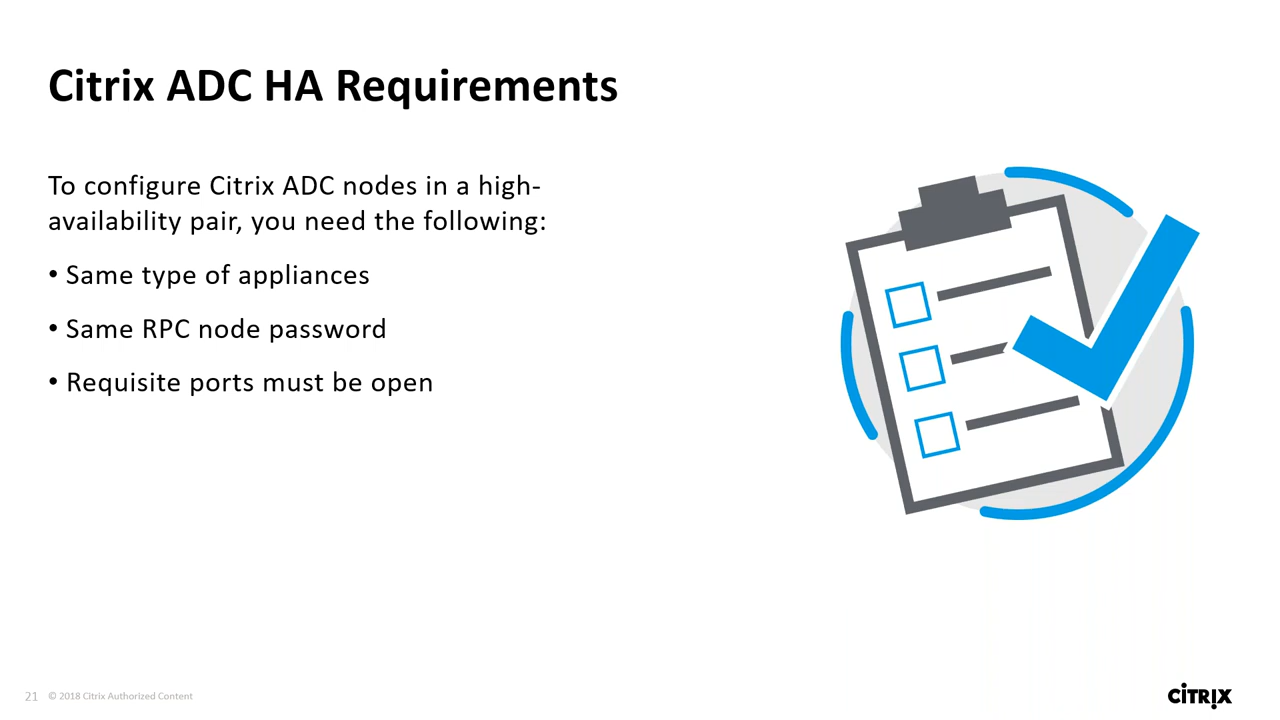 Citrix ADC HA Requirements
To configure Citrix ADC nodes in a high-
availability pair, you need the following:
• Same type of appliances
• Same RPC node password
• Requisite ports must be open
21 © 2018 Citrix Authorized Content
CITRIX